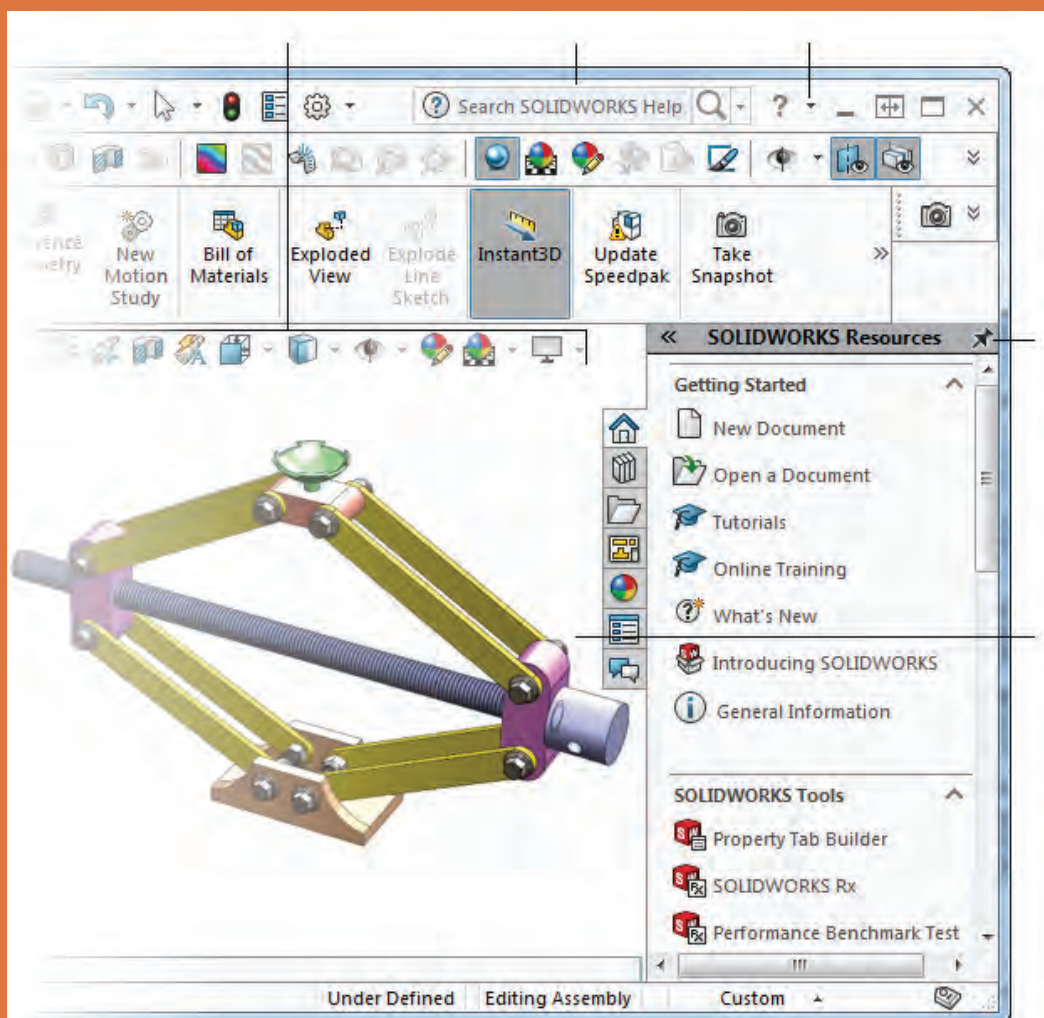 Search SOLIDWORKS Help
New
Motion
Study
Bill of
Materials
Exploded
View
Explode
Line
Sketch
Instant3D
Update
Speedpak
Take
Snapshot
SOLIDWORKS Resources
Getting Started
New Document
Open a Document
Tutorials
Online Training
What's New
Introducing SOLIDWORKS
General Information
SOLIDWORKS Tools
Property Tab Builder
SOLIDWORKS Rx
Performance Benchmark Test
Under Defined
Editing Assembly
Custom